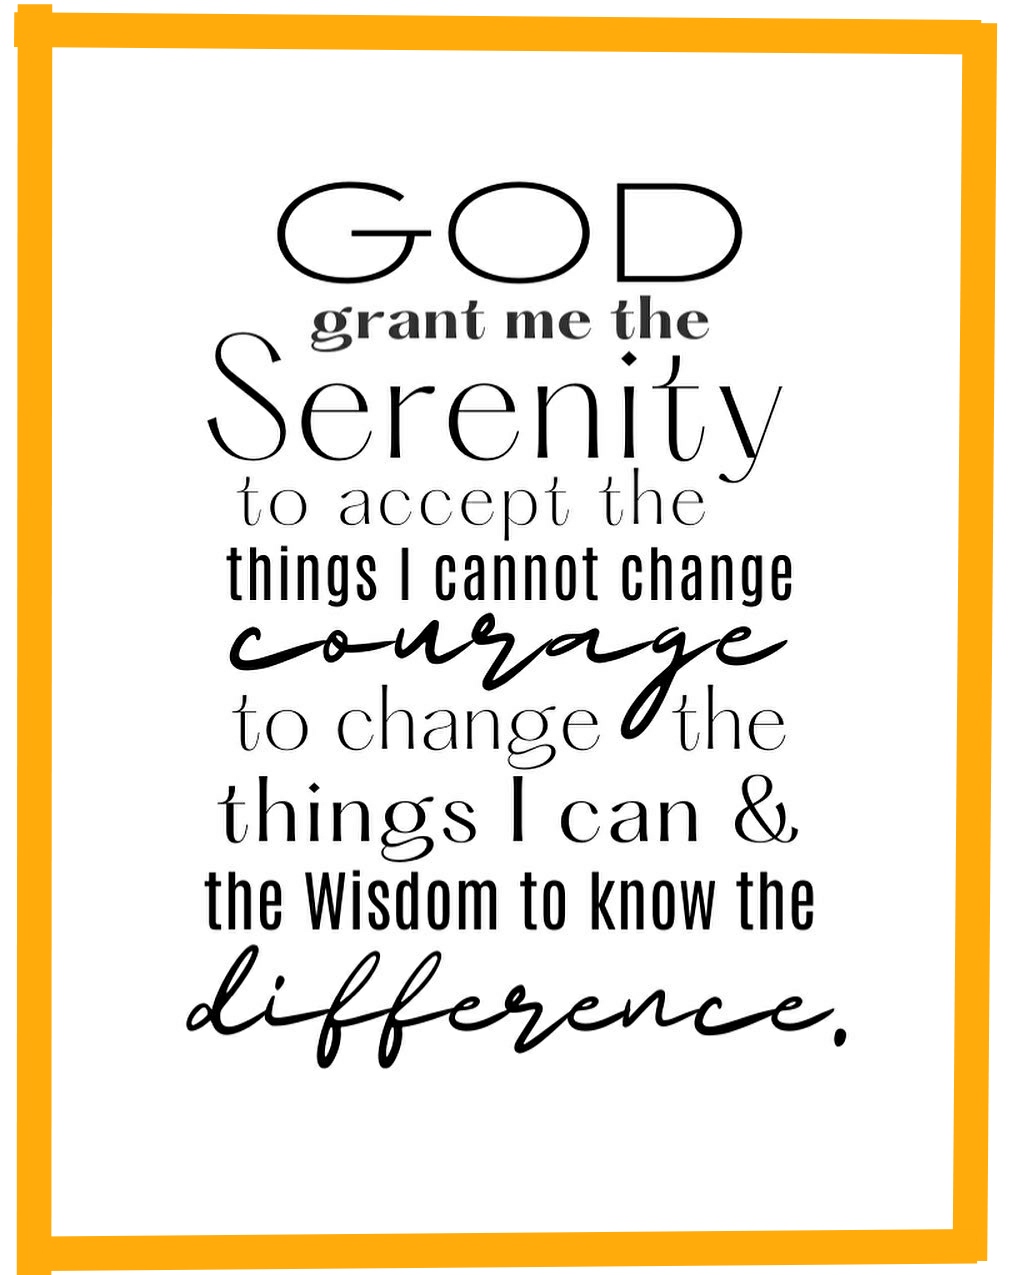 GOD
grant me the
Serenity
to accept the
things I cannot change
courage
to change the
things I can &
the Wisdom to know the
difference.